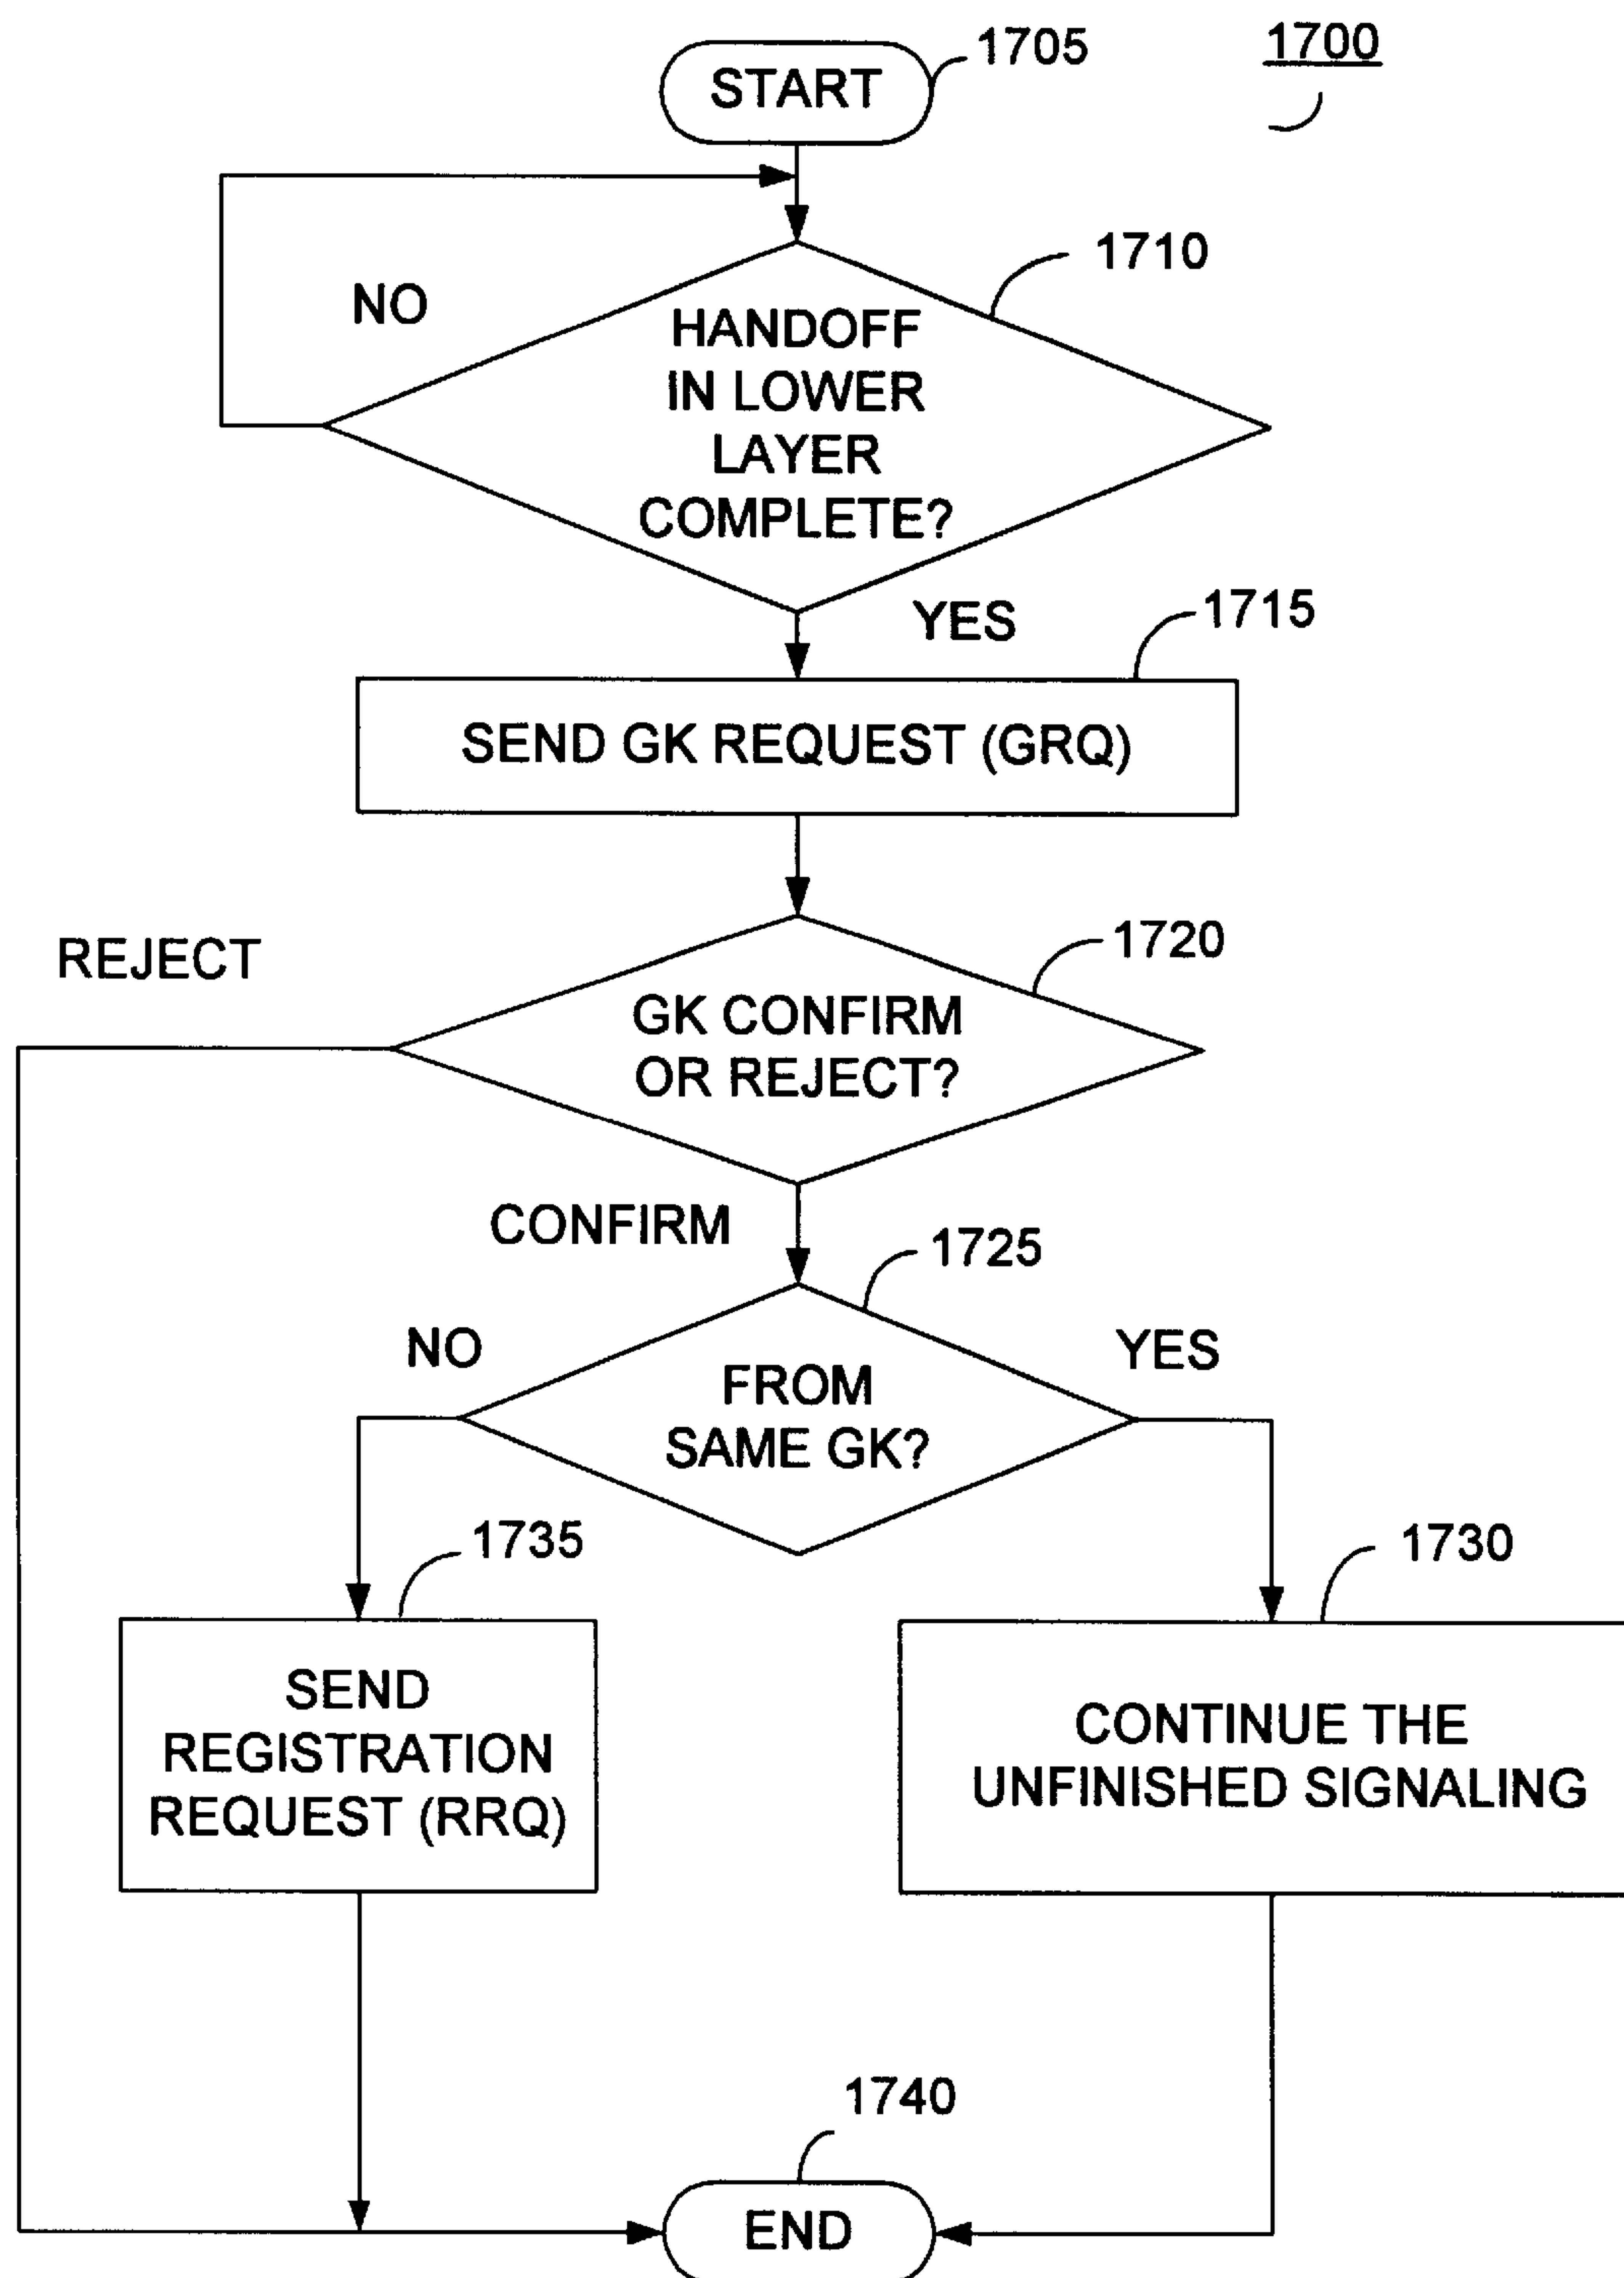 1700
START
1705
NO
1710
HANDOFF
IN LOWER
LAYER
COMPLETE?
YES
1715
SEND GK REQUEST (GRQ)
REJECT
1720
GK CONFIRM
OR REJECT?
CONFIRM
1725
NO
YES
FROM
SAME GK?
1735
1730
SEND
REGISTRATION
REQUEST (RRQ)
CONTINUE THE
UNFINISHED SIGNALING
1740
END